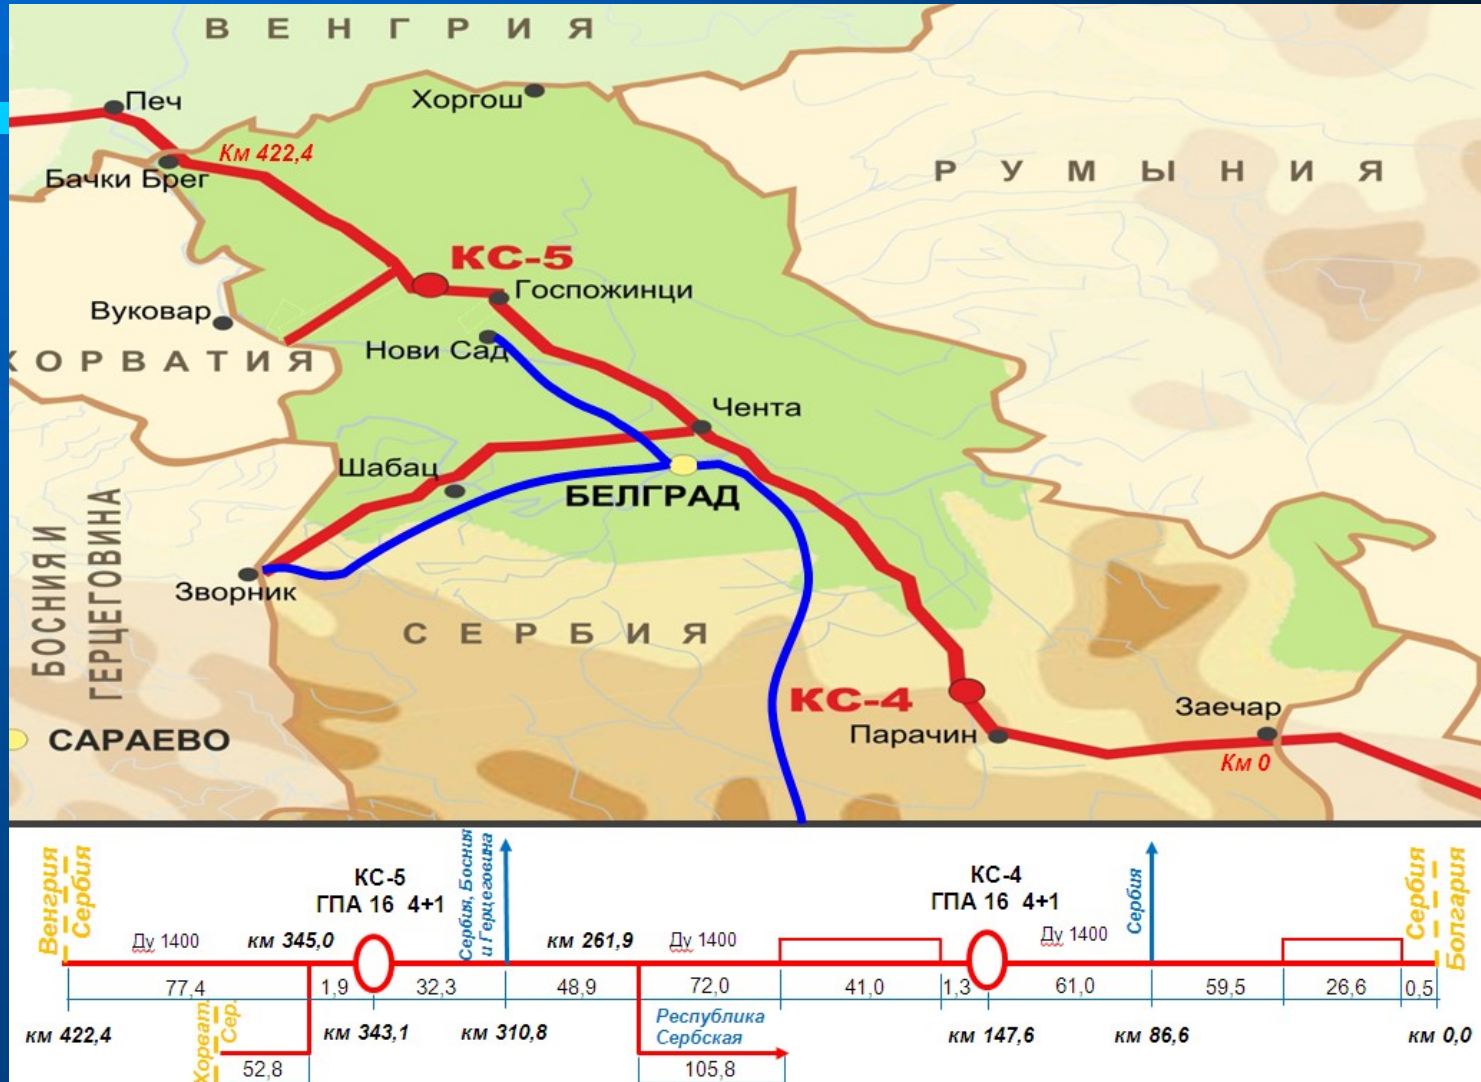 ВЕНГРИЯ
Печ
Хоргош
Км 422,4
РУМЫНИЯ
Бачки Брег
КС-5
Госпожинци
Вуковар
Нови Сад
ХОРВАТИЯ
Чента
Шабац
БЕЛГРАД
БОСНИЯ И
ГЕРЦЕГОВИНА
Зворник
СЕРБИЯ
КС-4
Заечар
Парачин
САРАЕВО
Км 0
Венгрия
Сербия
КС-5
ГПА 16 4+1
Сербия, Босния
и Герцеговина
КС-4
ГПА 16 4+1
Сербия
Сербия
Болгария
Ду 1400
км 345,0
км 261,9
Ду 1400
Ду 1400
77,4
1,9
32,3
48,9
72,0
41,0
1,3
61,0
59,5
26,6
0,5
км 422,4
Хорват.
Сер.
км 343,1
км 310,8
Республика
Сербская
км 147,6
км 86,6
км 0,0
52,8
105,8